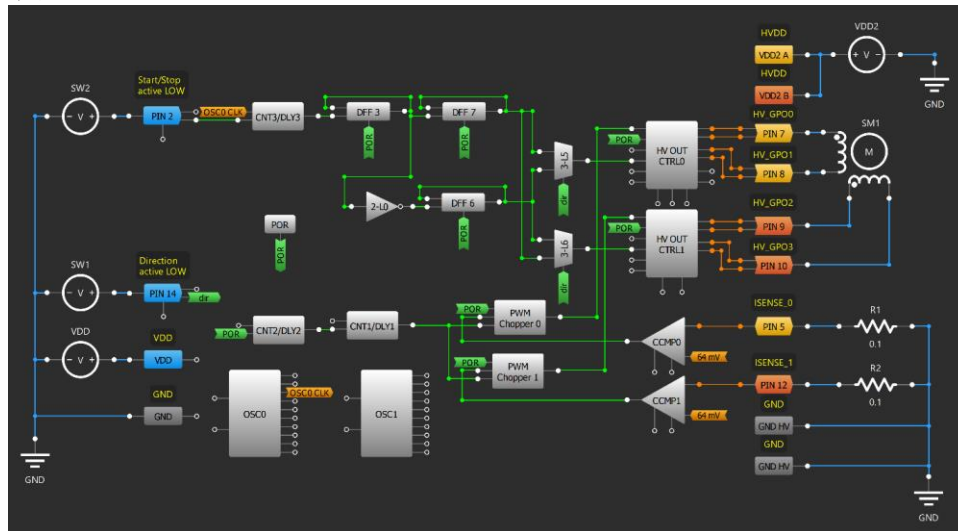 HVDD
VDD2
VDD2 A
+ V -
HVDD
VDD2 B
GND
SW2
Start/Stop
active LOW
- V +
PIN 2
OSC0 CLK
CNT3/DLY3
DFF 3
DFF 7
POR
POR
HV_GPO0
PIN 7
SM1
M
HV_GPO1
PIN 8
POR
HV OUT
CTRL0
3-L5
dir
2-L0
DFF 6
POR
HV_GPO2
PIN 9
POR
HV OUT
CTRL1
HV_GPO3
PIN 10
3-L6
dir
POR
POR
SW1
Direction
active LOW
- V +
PIN 14
dir
VDD
VDD
- V +
VDD
POR
CNT2/DLY2
CNT1/DLY1
POR
PWM
Chopper 0
POR
PWM
Chopper 1
CCMP0
64 mV
CCMP1
64 mV
ISENSE_0
PIN 5
R1
0.1
ISENSE_1
PIN 12
R2
0.1
GND
GND HV
GND
GND HV
GND
GND
GND
OSC0
OSC0 CLK
OSC1
GND